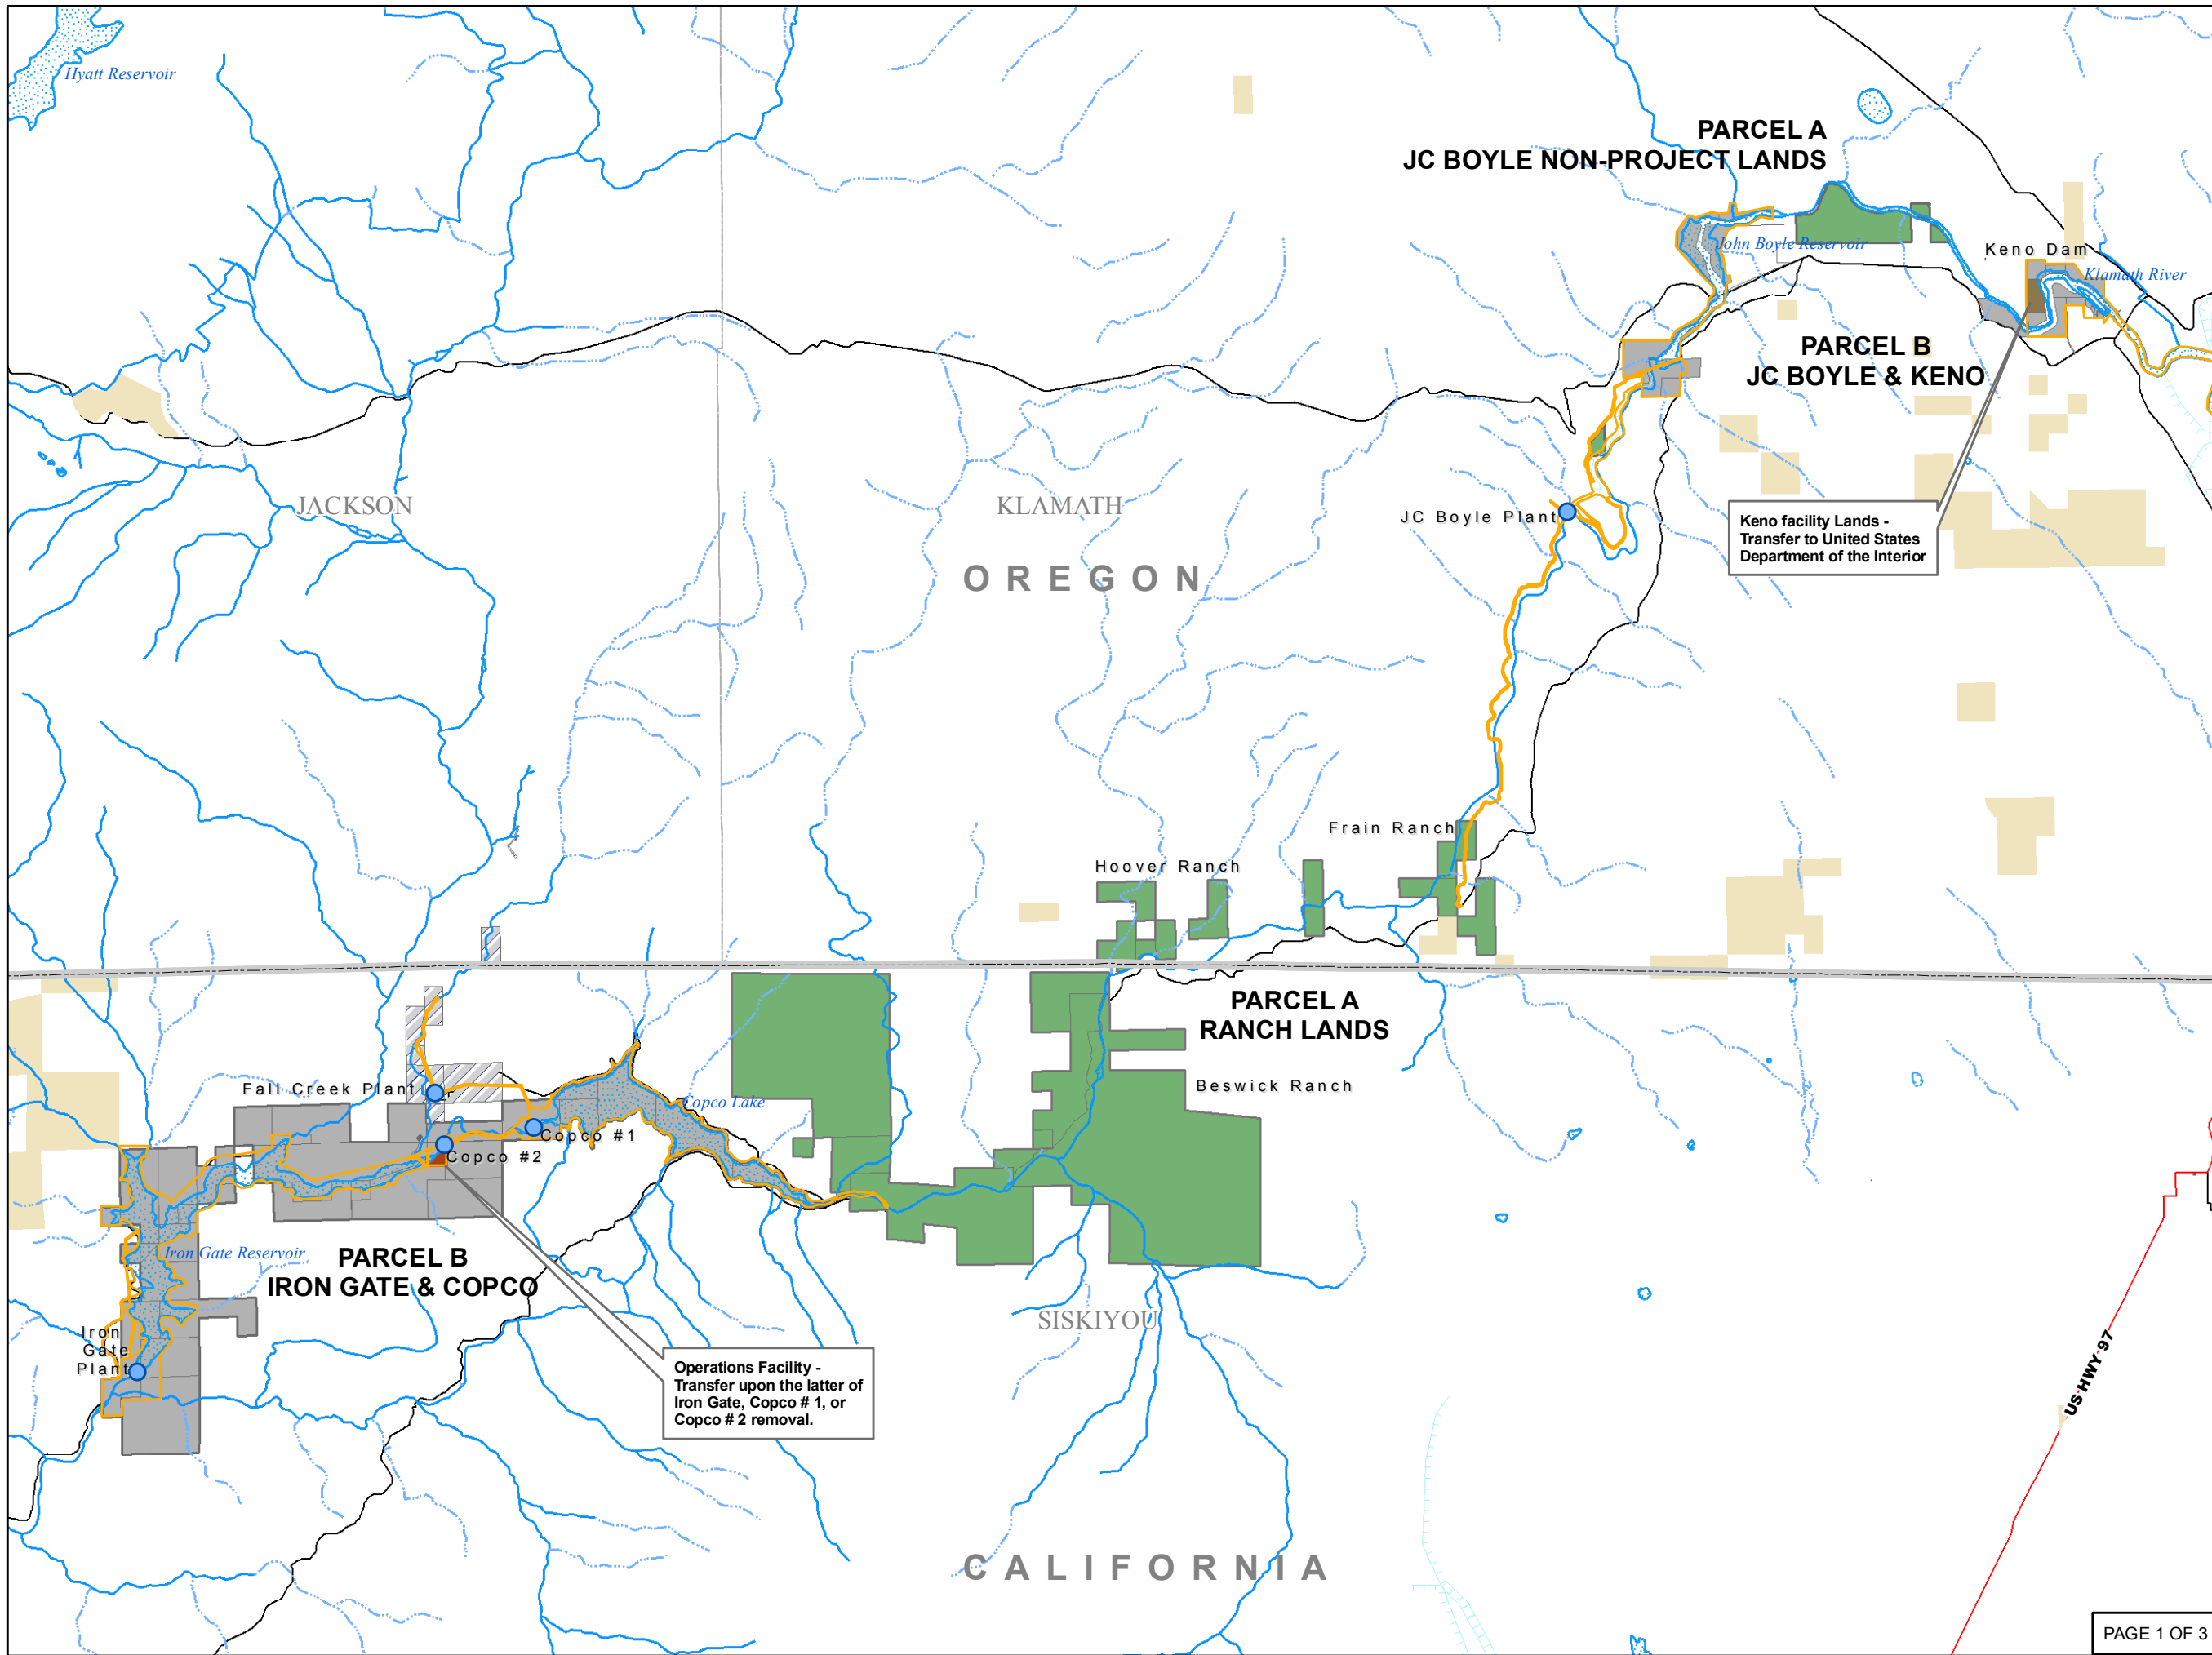 Hyatt Reservoir
PARCEL A
JC BOYLE NON-PROJECT LANDS
John Boyle Reservoir
Keno Dam
Klamath River
PARCEL B
JC BOYLE & KENO
JACKSON
KLAMATH
JC Boyle Plant
Keno facility Lands -
Transfer to United States
Department of the Interior
OREGON
Frain Ranch
Hoover Ranch
PARCEL A
RANCH LANDS
Beswick Ranch
Fall Creek Plant
Copco Lake
Copco #1
Copco #2
Iron Gate Reservoir
PARCEL B
IRON GATE & COPCO
SISKIYOU
Iron
Gate
Plant
Operations Facility -
Transfer upon the latter of
Iron Gate, Copco # 1, or
Copco # 2 removal.
US HWY 97
CALIFORNIA
PAGE 1 OF 3